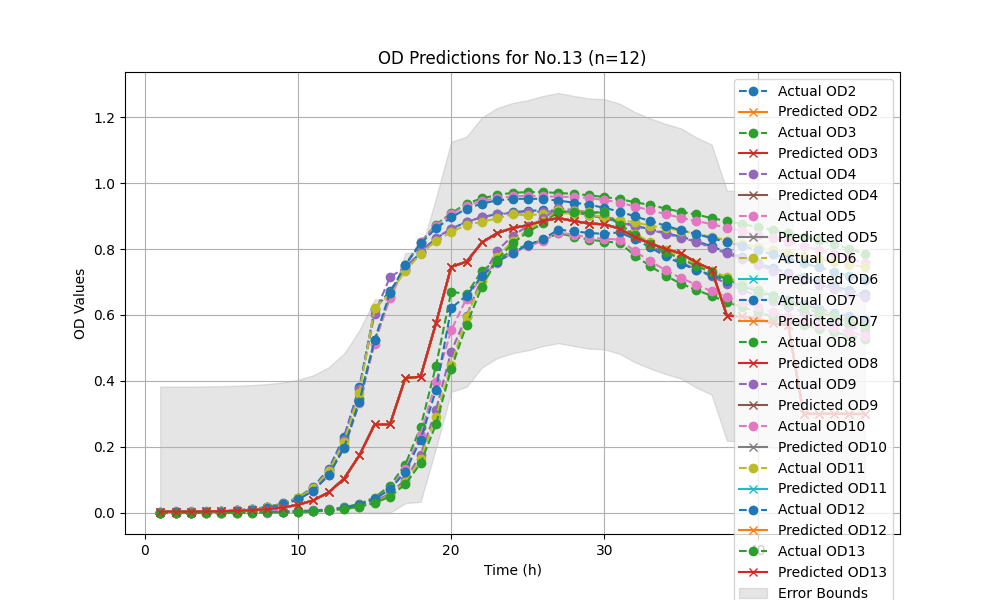 OD Predictions for No.13 (n=12)
OD Values
1.2
1.0
0.8
0.6
0.4
0.2
0.0
0
10
20
30
Time (h)
Actual OD2
Predicted OD2
Actual OD3
Predicted OD3
Actual OD4
Predicted OD4
Actual OD5
Predicted OD5
Actual OD6
Predicted OD6
Actual OD7
Predicted OD7
Actual OD8
Predicted OD8
Actual OD9
Predicted OD9
Actual OD10
Predicted OD10
Actual OD11
Predicted OD11
Actual OD12
Predicted OD12
Actual OD13
Predicted OD13
Error Bounds